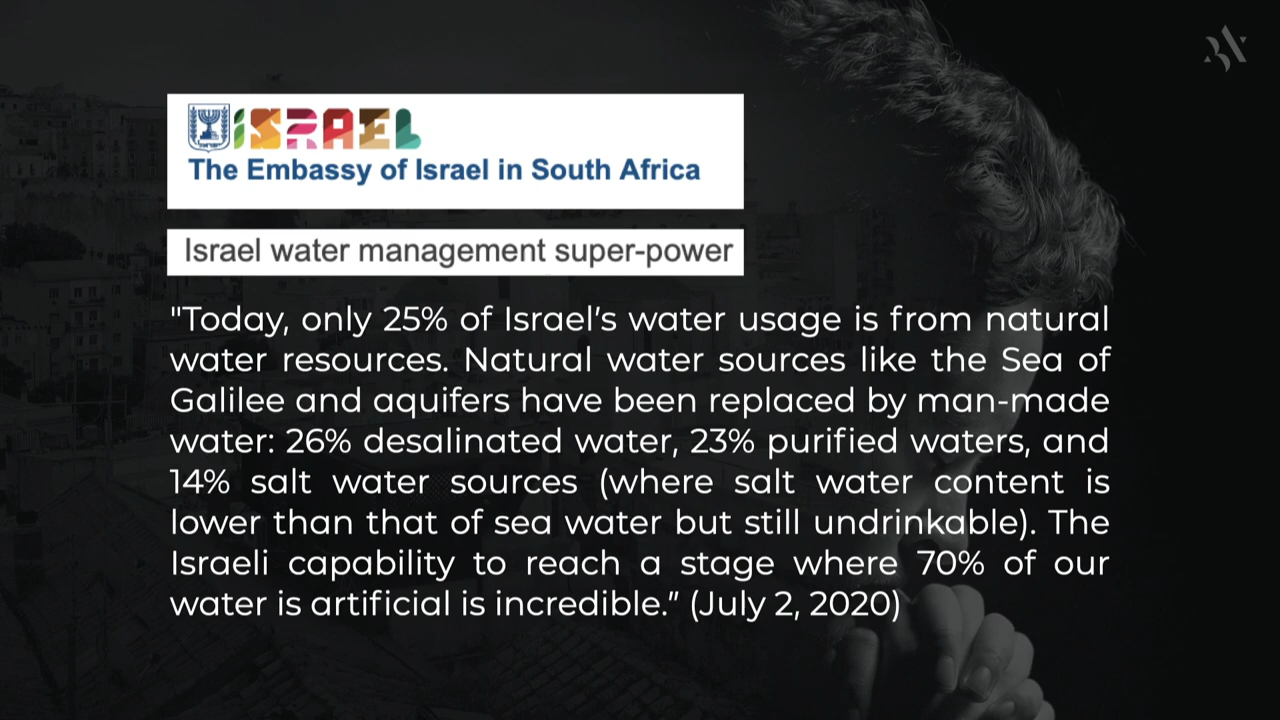 ISRAEL
The Embassy of Israel in South Africa
Israel water management super-power
"Today, only 25% of Israel’s water usage is from natural
water resources. Natural water sources like the Sea of
Galilee and aquifers have been replaced by man-made
water: 26% desalinated water, 23% purified waters, and
14% salt water sources (where salt water content is
lower than that of sea water but still undrinkable). The
Israeli capability to reach a stage where 70% of our
water is artificial is incredible.” (July 2, 2020)